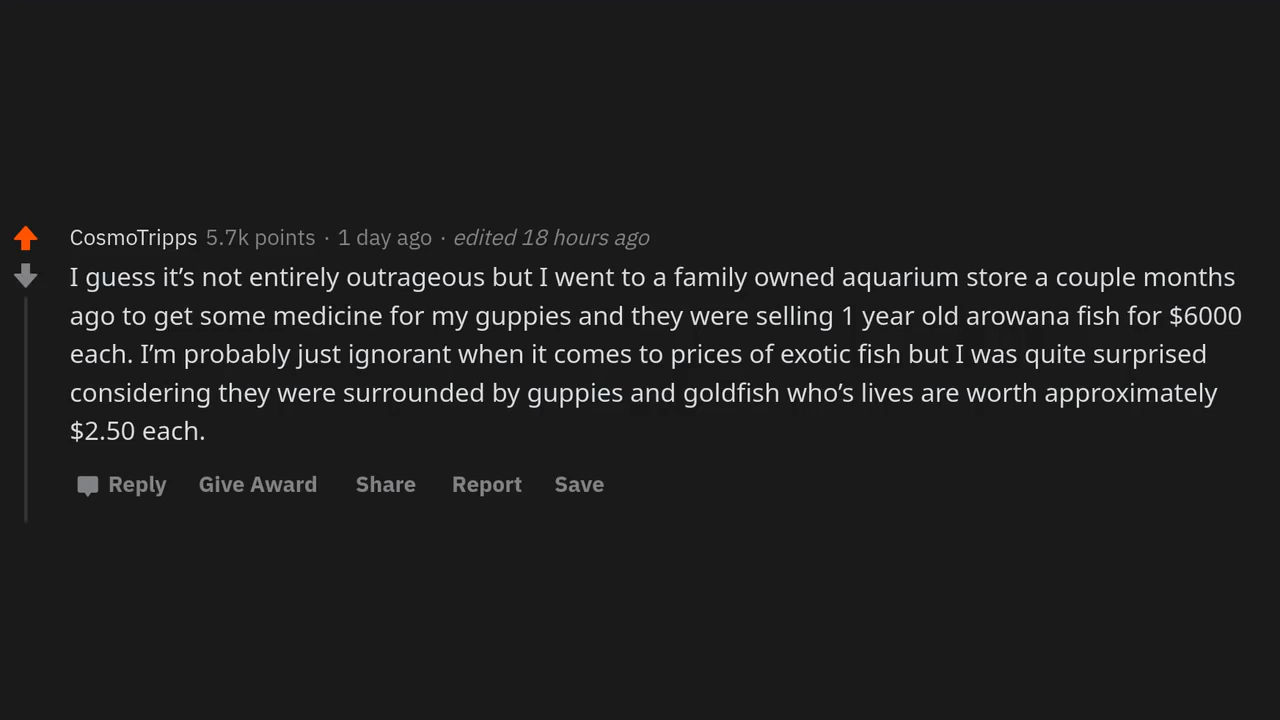 CosmoTripps 5.7k points · 1 day ago · edited 18 hours ago
I guess it’s not entirely outrageous but I went to a family owned aquarium store a couple months
ago to get some medicine for my guppies and they were selling 1 year old arowana fish for $6000
each. I’m probably just ignorant when it comes to prices of exotic fish but I was quite surprised
considering they were surrounded by guppies and goldfish who’s lives are worth approximately
$2.50 each.
Reply Give Award Share Report Save